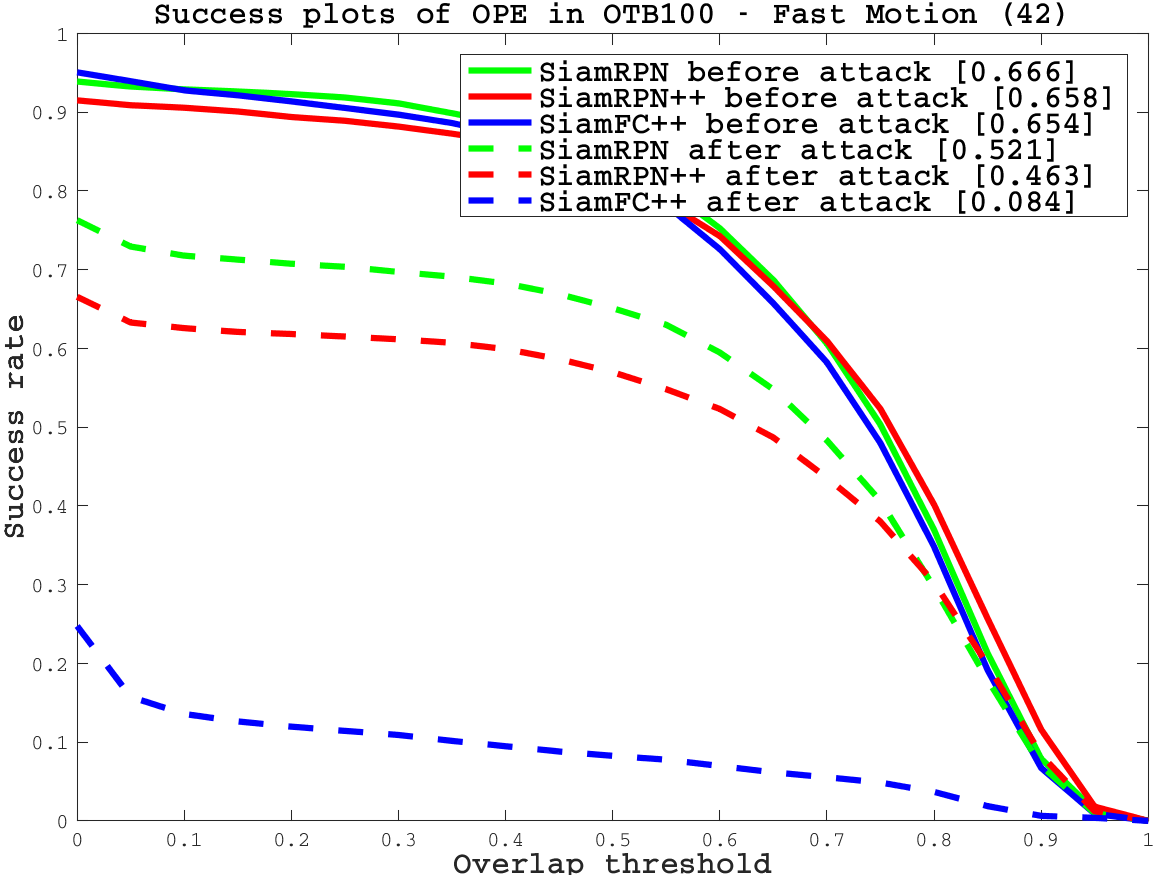 Success plots of OPE in OTB100 - Fast Motion (42)
SiamRPN before attack [0.666]
SiamRPN++ before attack [0.658]
SiamFC++ before attack [0.654]
SiamRPN after attack [0.521]
SiamRPN++ after attack [0.463]
SiamFC++ after attack [0.084]
Success rate
1
0.9
0.8
0.7
0.6
0.5
0.4
0.3
0.2
0.1
0
0 0.1 0.2 0.3 0.4 0.5 0.6 0.7 0.8 0.9 1
Overlap threshold